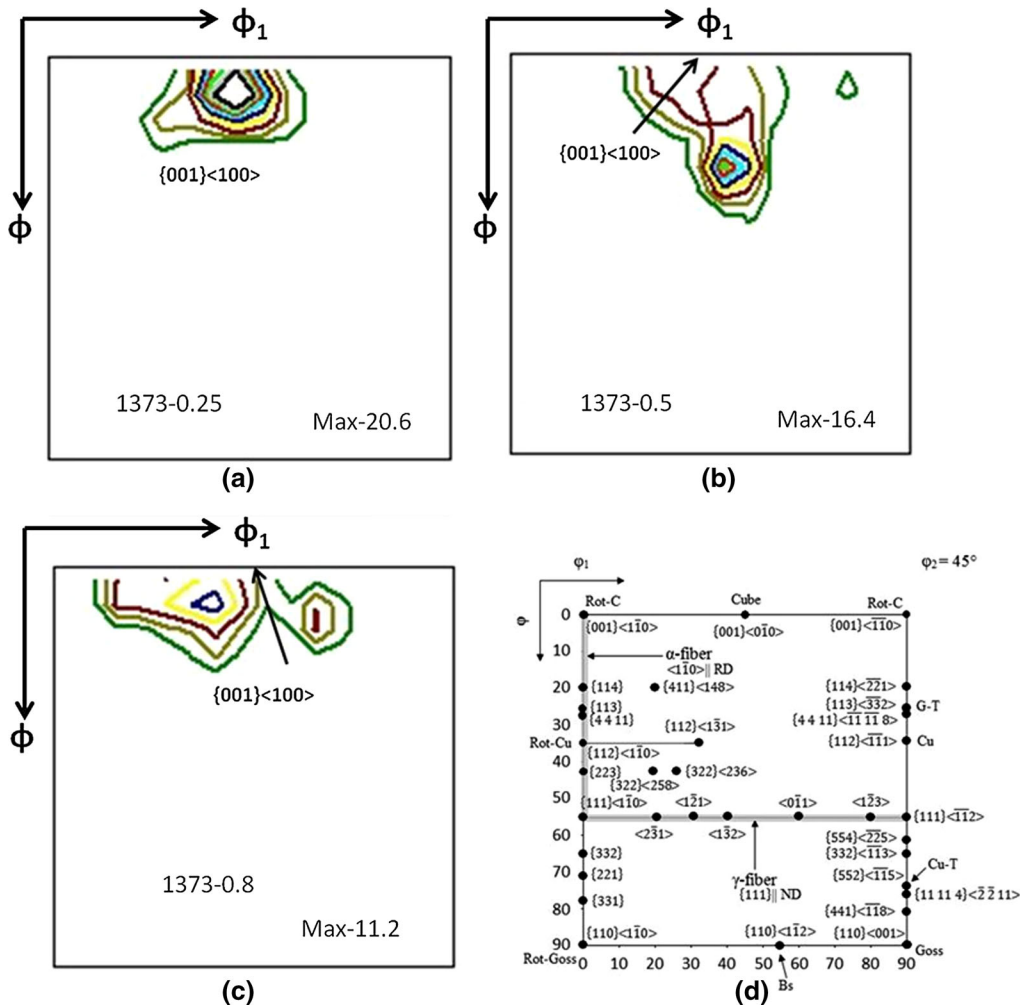 ϕ1
ϕ
{001}<100>
1373-0.25
Max-20.6
(a)
ϕ1
ϕ
{001}<100>
1373-0.5
Max-16.4
(b)
ϕ1
ϕ
{001}<100>
1373-0.8
Max-11.2
(c)
φ1
φ2 = 45°
φ
Rot-C
Cube
Rot-C
0
{001}<11̅0>
{001}<01̅0>
{001}<1̅1̅0>
10
α-fiber
<11̅0>‖RD
20
{114}
{411}<148>
{114}<2̅2̅1>
{113}
{113}<3̅3̅2>
G-T
{4 4 11}
{4 4 11}<1̅1̅ 1̅1̅ 8>
30
{112}<1̅31>
Rot-Cu
{112}<1̅1̅1>
Cu
{112}<11̅0>
40
{223}
{322}<236>
{322}<258>
50
{111}<11̅0>
<12̅1>
<01̅1>
<12̅3>
{111}<1̅1̅2>
<23̅1>
<13̅2>
60
{554}<2̅2̅5>
{332}
{332}<1̅1̅3>
Cu-T
70
{221}
γ-fiber
{552}<1̅1̅5>
{111}‖ND
{11 11 4}<2̅ 2̅ 11>
{331}
80
{441}<1̅1̅8>
{110}<11̅0>
{110}<11̅2>
{110}<001>
90
Rot-Goss
Goss
0 10 20 30 40 50 60 70 80 90
Bs
(d)